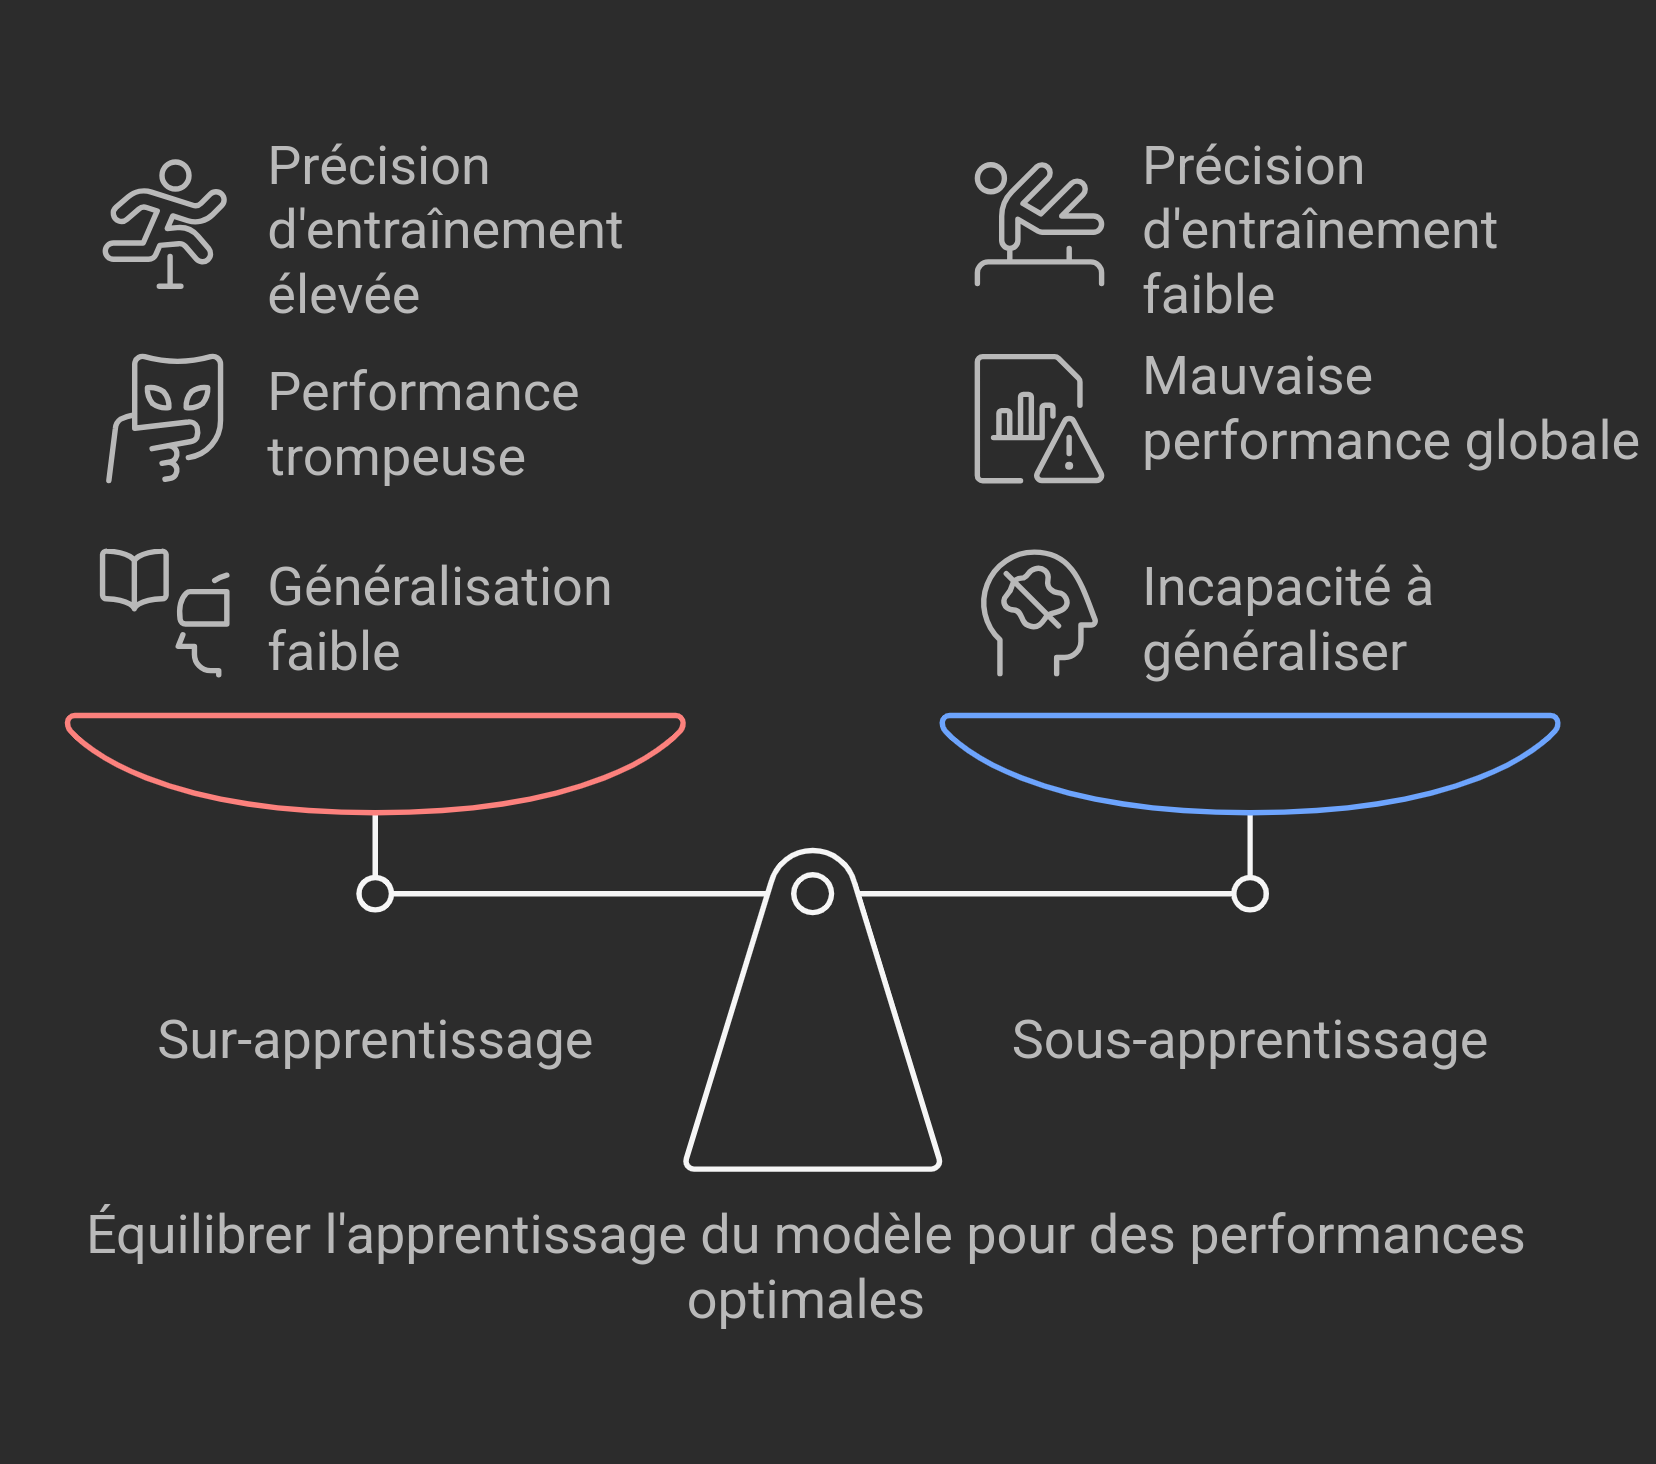 Précision
d'entraînement
élevée
Performance
trompeuse
Généralisation
faible
Précision
d'entraînement
faible
Mauvaise
performance globale
Incapacité à
généraliser
Sur-apprentissage
Sous-apprentissage
Équilibrer l'apprentissage du modèle pour des performances
optimales